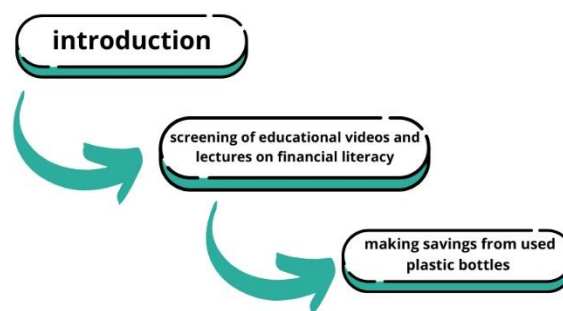 introduction
screening of educational videos and
lectures on financial literacy
making savings from used
plastic bottles